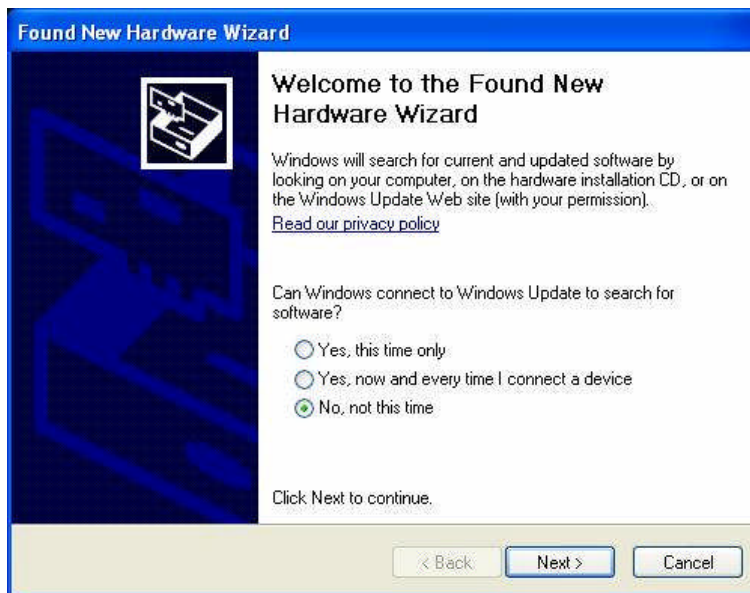 Found New Hardware Wizard
Welcome to the Found New
Hardware Wizard
Windows will search for current and updated software by
looking on your computer, on the hardware installation CD, or on
the Windows Update Web site (with your permission).
Read our privacy policy
Can Windows connect to Windows Update to search for
software?
Yes, this time only
Yes, now and every time I connect a device
No, not this time
Click Next to continue.
< Back
Next >
Cancel